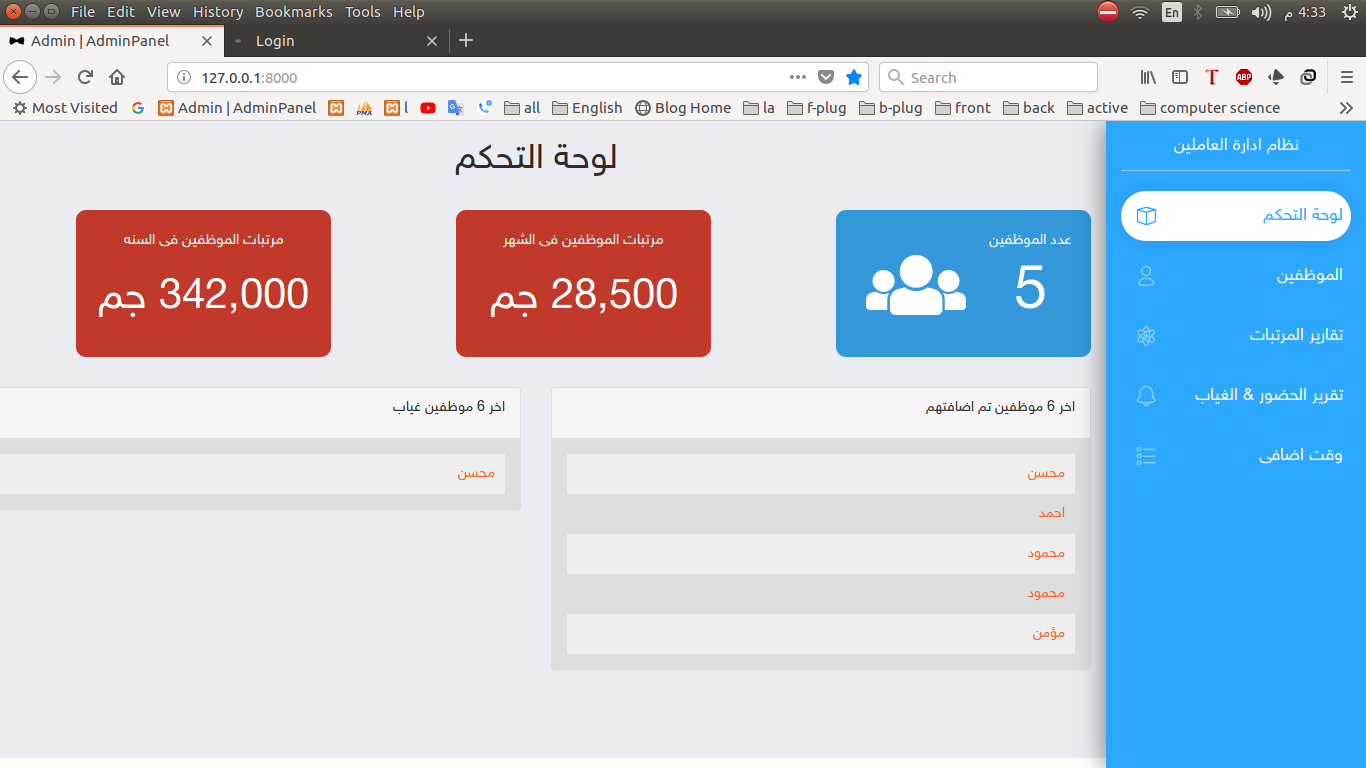 File Edit View History Bookmarks Tools Help
En
4:33 م
Admin | AdminPanel
Login
127.0.0.1:8000
Search
T
ABP
Most Visited
G
Admin | AdminPanel
PMA
l
all
English
Blog Home
la
f-plug
b-plug
front
back
active
computer science
نظام ادارة العاملين
لوحة التحكم
الموظفين
تقارير المرتبات
تقرير الحضور & الغياب
وقت اضافى
لوحة التحكم
عدد الموظفين
5
مرتبات الموظفين فى الشهر
28,500 جم
مرتبات الموظفين فى السنه
342,000 جم
اخر 6 موظفين تم اضافتهم
محسن
احمد
محمود
محمود
مؤمن
اخر 6 موظفين غياب
محسن